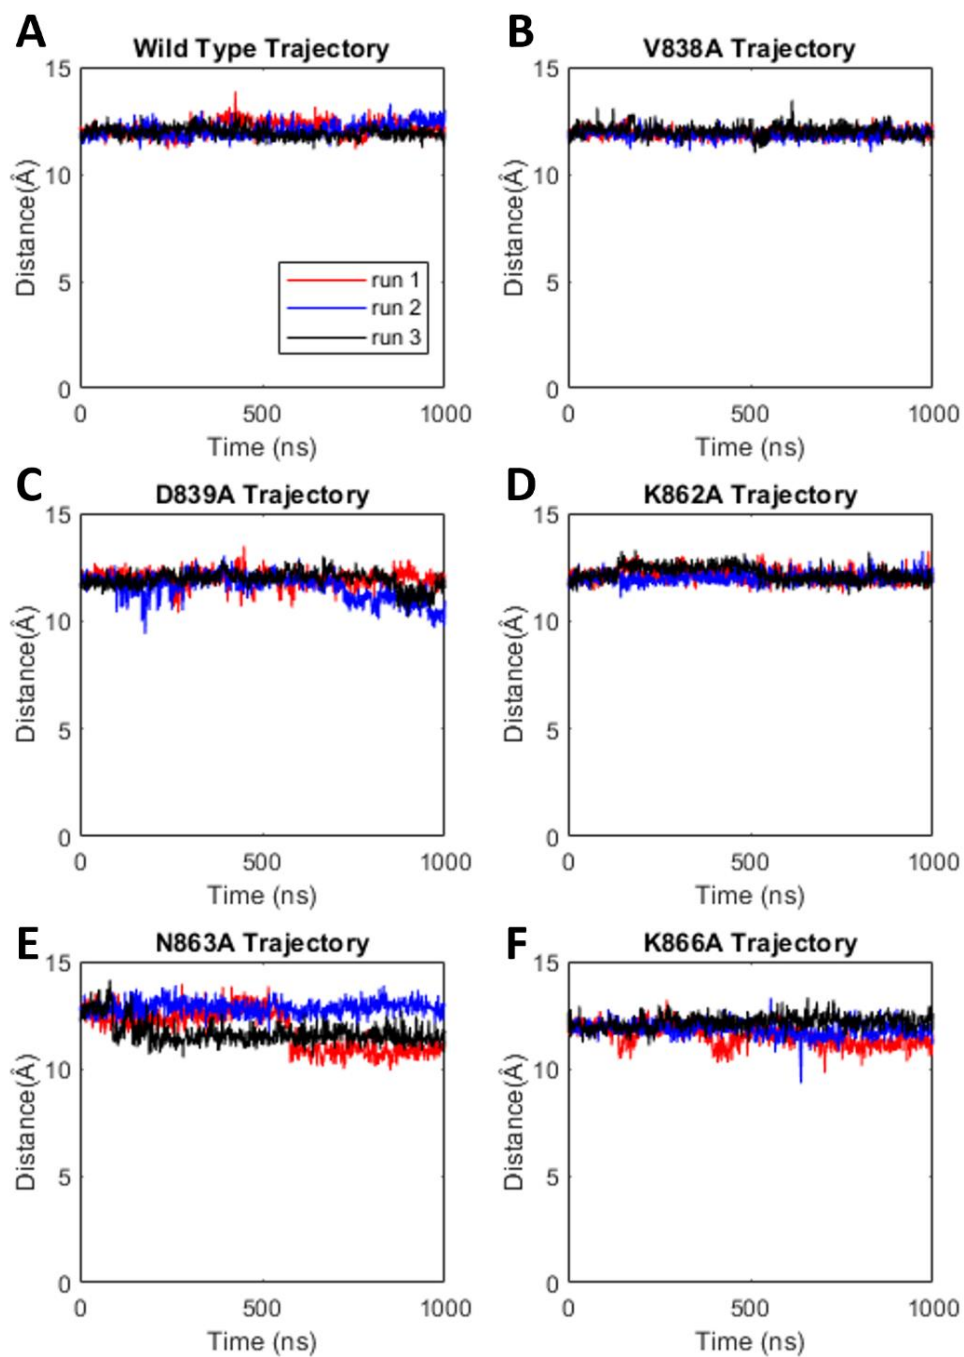 A
Wild Type Trajectory
15
10
5
0
Distance(Å)
run 1
run 2
run 3
0
500
1000
Time (ns)
B
V838A Trajectory
15
10
5
0
Distance(Å)
0
500
1000
Time (ns)
C
D839A Trajectory
15
10
5
0
Distance(Å)
0
500
1000
Time (ns)
D
K862A Trajectory
15
10
5
0
Distance(Å)
0
500
1000
Time (ns)
E
N863A Trajectory
15
10
5
0
Distance(Å)
0
500
1000
Time (ns)
F
K866A Trajectory
15
10
5
0
Distance(Å)
0
500
1000
Time (ns)